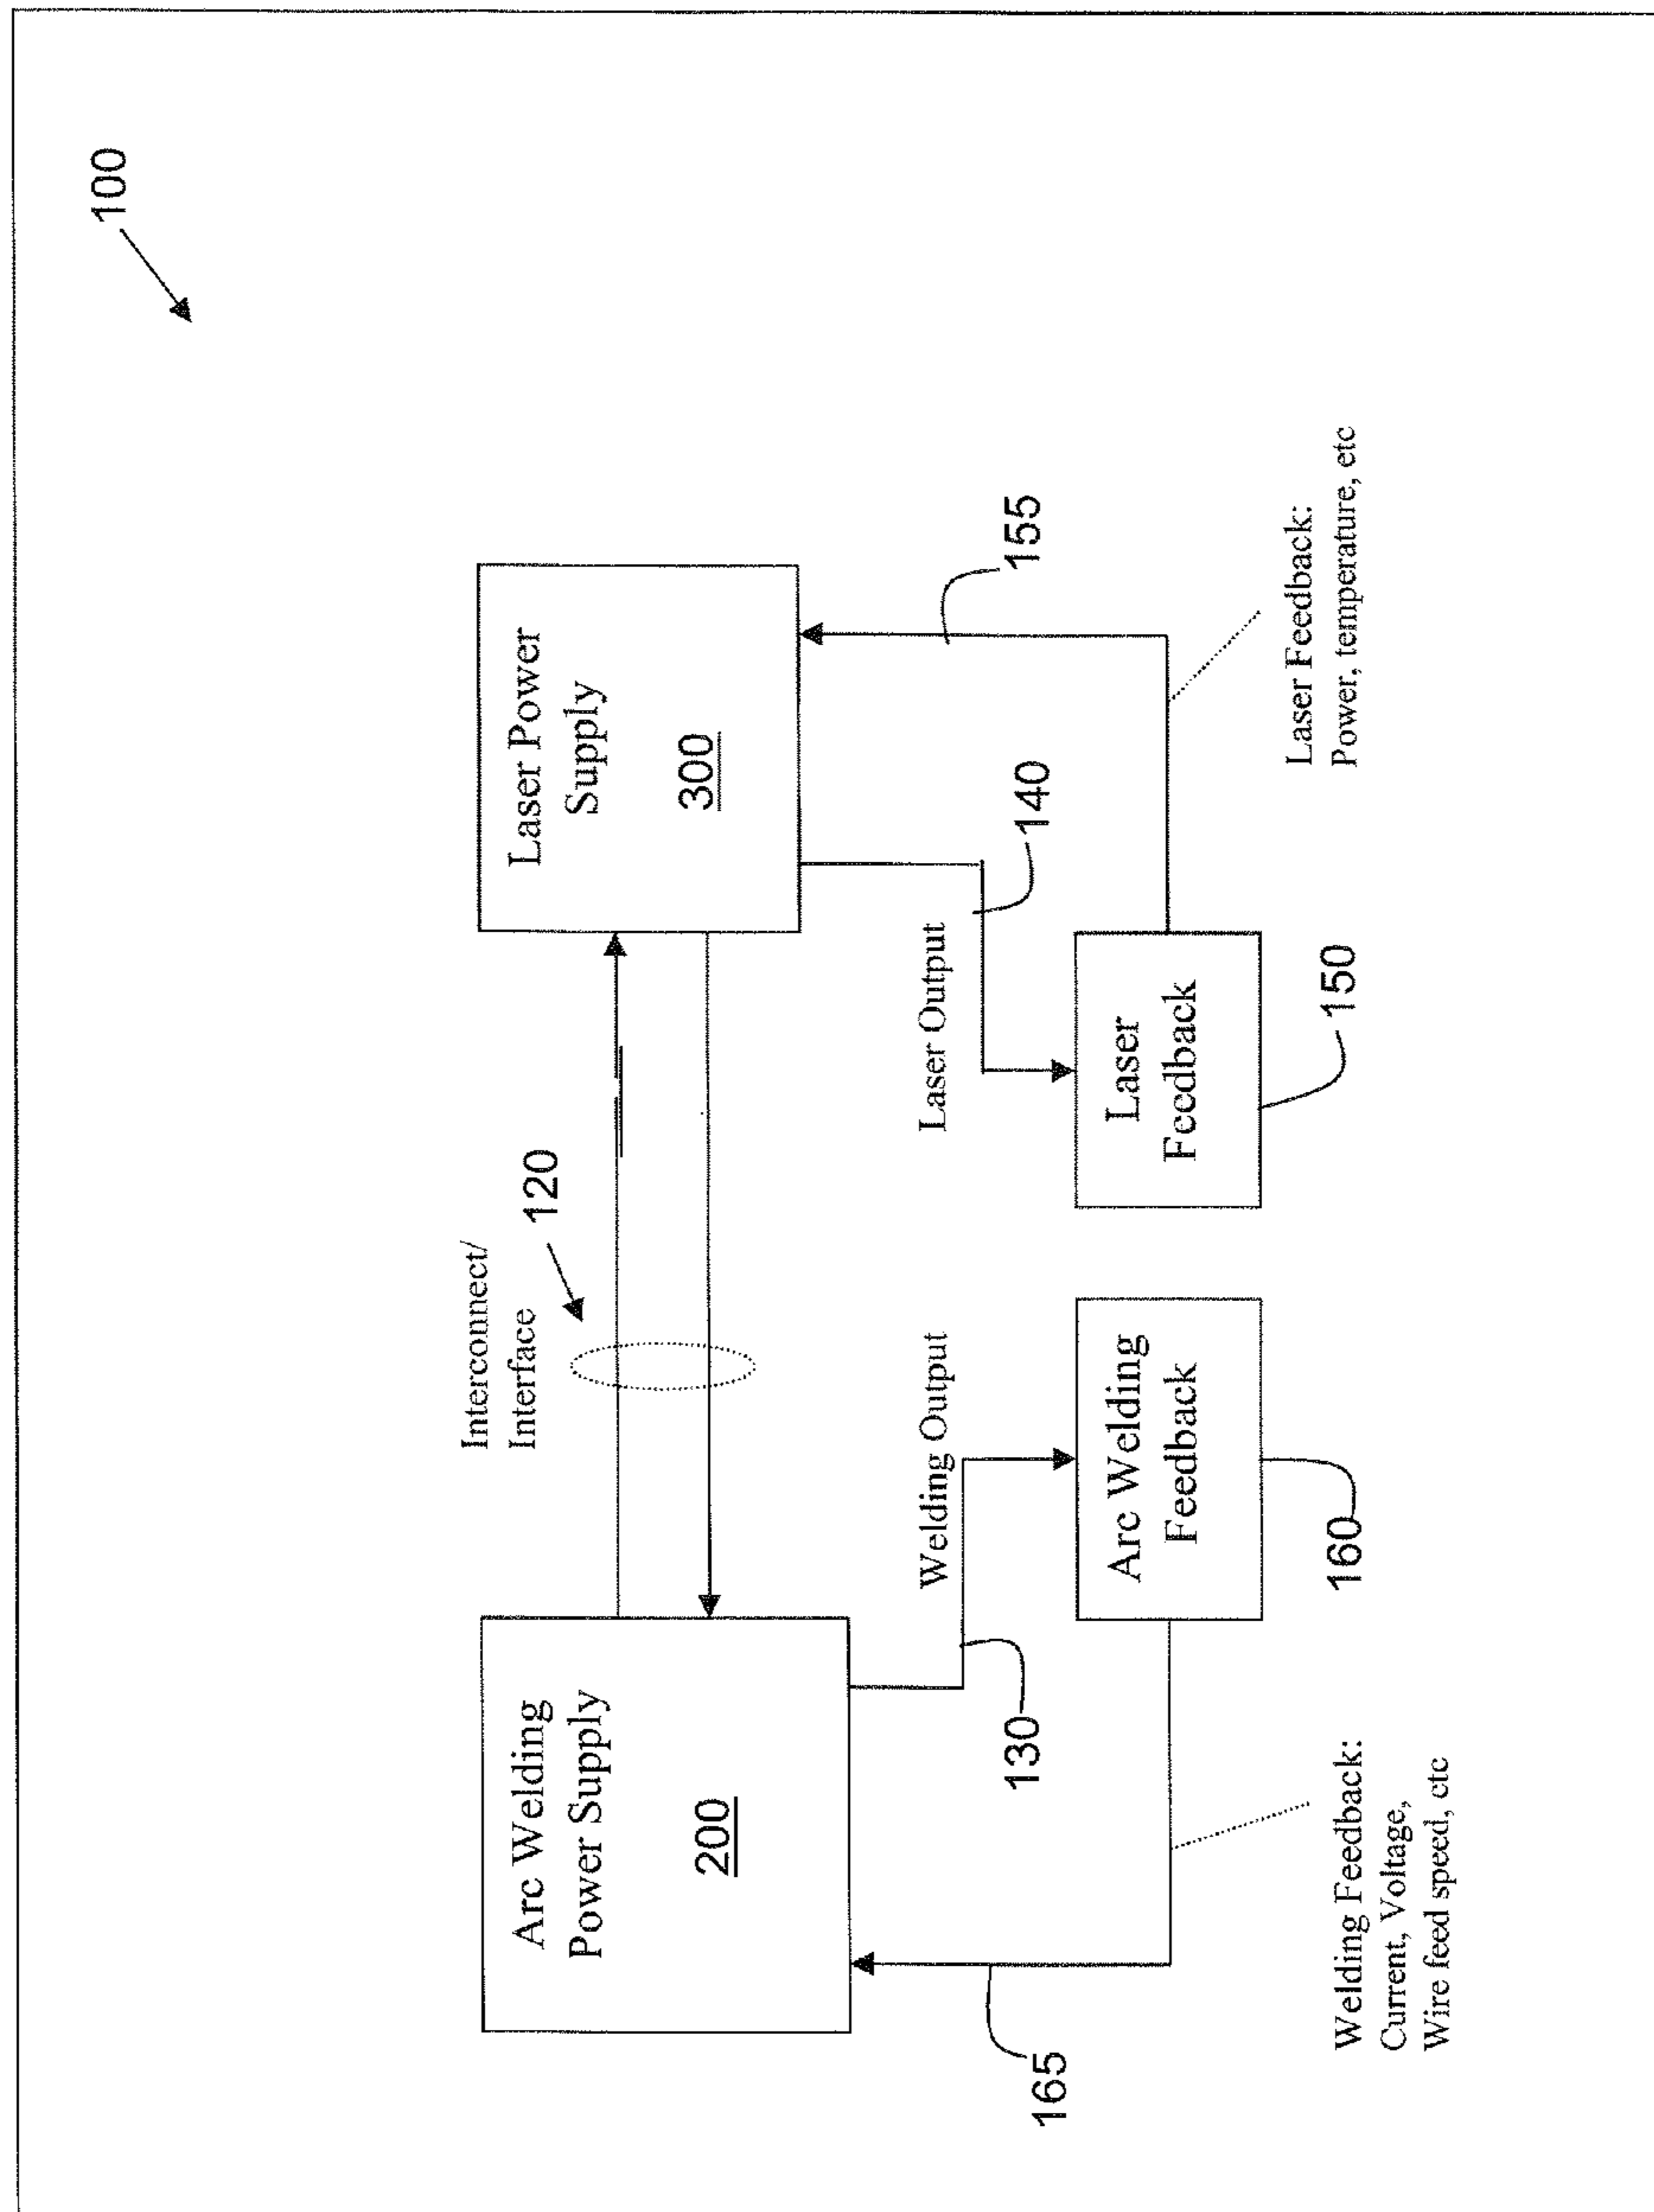 100
Interconnect/
Interface
120
Arc Welding
Power Supply
200
Laser Power
Supply
300
Welding Output
130
Laser Output
140
155
165
Arc Welding
Feedback
160
Laser
Feedback
150
Welding Feedback:
Current, Voltage,
Wire feed speed, etc
Laser Feedback:
Power, temperature, etc